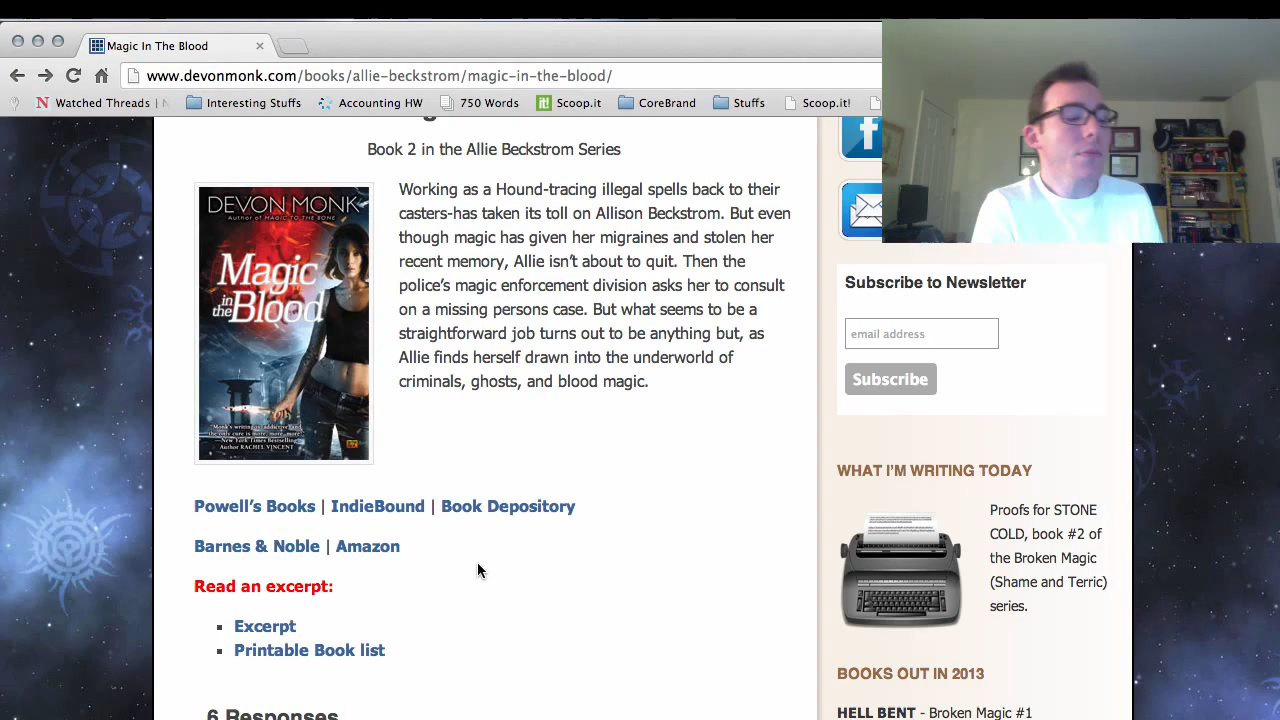 Magic In The Blood
www.devonmonk.com/books/allie-beckstrom/magic-in-the-blood/
Watched Threads | N
Interesting Stuffs
Accounting HW
750 Words
Scoop.it
CoreBrand
Stuffs
Scoop.it!
Book 2 in the Allie Beckstrom Series
DEVON MONK
Author of MAGIC TO THE BONE
Magic
in
the Blood
"Monk's writing is addictive, and
the only cure is more, more, more!"
—New York Times Bestselling
Author RACHEL VINCENT
Working as a Hound-tracing illegal spells back to their
casters-has taken its toll on Allison Beckstrom. But even
though magic has given her migraines and stolen her
recent memory, Allie isn't about to quit. Then the
police's magic enforcement division asks her to consult
on a missing persons case. But what seems to be a
straightforward job turns out to be anything but, as
Allie finds herself drawn into the underworld of
criminals, ghosts, and blood magic.
Powell's Books | IndieBound | Book Depository
Barnes & Noble | Amazon
Read an excerpt:
Excerpt
Printable Book list
6 Responses
Subscribe to Newsletter
email address
Subscribe
WHAT I'M WRITING TODAY
Proofs for STONE
COLD, book #2 of
the Broken Magic
(Shame and Terric)
series.
BOOKS OUT IN 2013
HELL BENT - Broken Magic #1